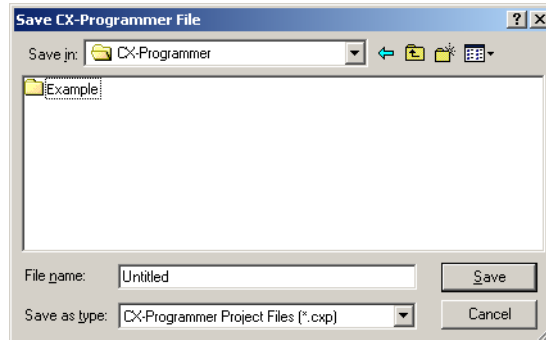 Save CX-Programmer File
Save in: CX-Programmer
Example
File name: Untitled Save
Save as type: CX-Programmer Project Files (*.cxp) Cancel